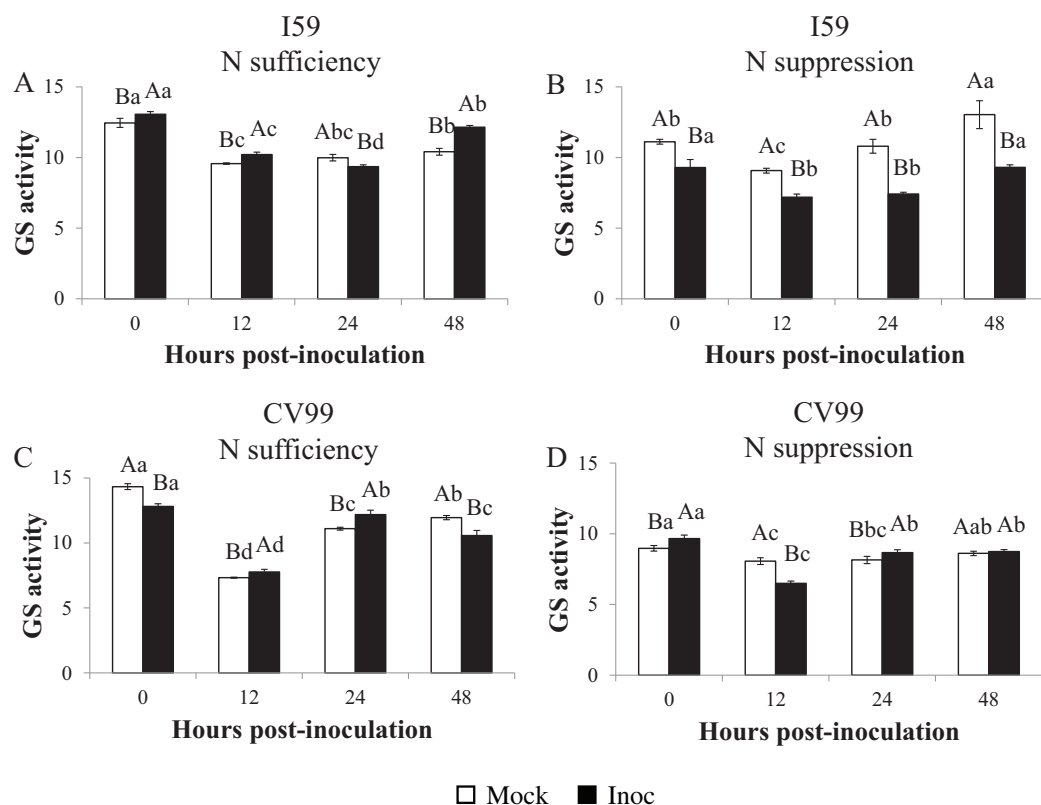 I59
N sufficiency
A
15
10
5
0
GS activity
Ba Aa
Bc Ac
Abc Bd
Bb Ab
0 12 24 48
Hours post-inoculation
I59
N suppression
B
15
10
5
0
GS activity
Ab Ba
Ac Bb
Ab Bb
Aa Ba
0 12 24 48
Hours post-inoculation
CV99
N sufficiency
C
15
10
5
0
GS activity
Aa Ba
Bd Ad
Bc Ab
Ab Bc
0 12 24 48
Hours post-inoculation
CV99
N suppression
D
15
10
5
0
GS activity
Ba Aa
Ac Bc
Bbc Ab
Aab Ab
0 12 24 48
Hours post-inoculation
Mock Inoc